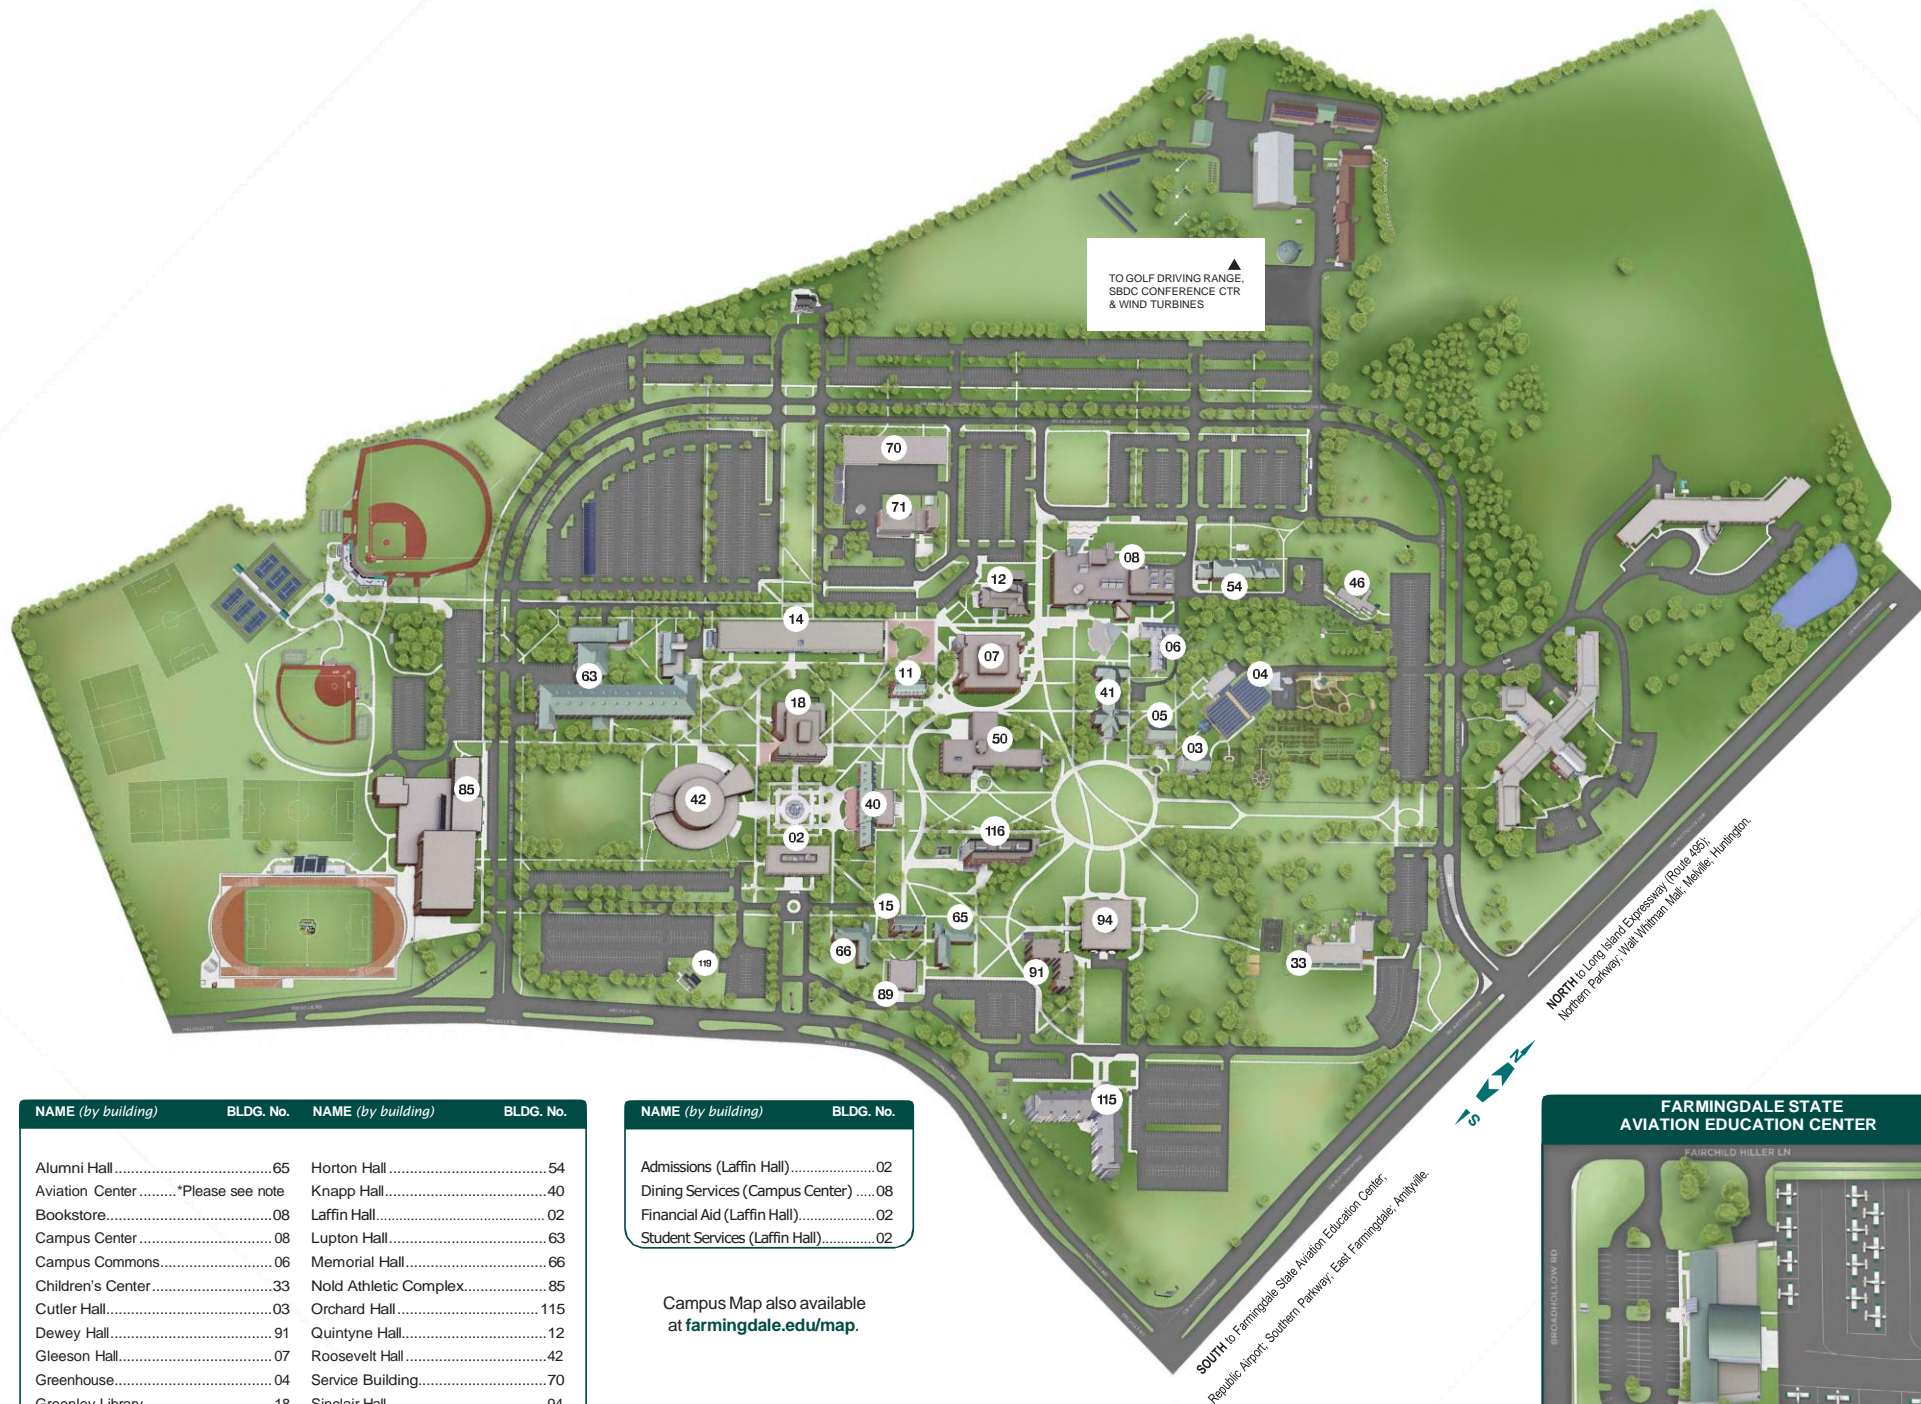 TO GOLF DRIVING RANGE,
SBDC CONFERENCE CTR
& WIND TURBINES
70
71
08
12
54
46
14
07
06
63
11
04
41
18
05
50
03
85
42
40
116
02
15
65
94
66
119
91
33
89
115
NORTH to Long Island Expressway (Route 495);
Northern Parkway; Walt Whitman Mall; Melville; Huntington.
N
S
SOUTH to Farmingdale State Aviation Education Center;
Republic Airport; Southern Parkway; East Farmingdale; Amityville.
NAME (by building) BLDG. No. NAME (by building) BLDG. No.
Alumni Hall 65 Horton Hall 54
Aviation Center *Please see note Knapp Hall 40
Bookstore 08 Laffin Hall 02
Campus Center 08 Lupton Hall 63
Campus Commons 06 Memorial Hall 66
Children's Center 33 Nold Athletic Complex 85
Cutler Hall 03 Orchard Hall 115
Dewey Hall 91 Quintyne Hall 12
Gleeson Hall 07 Roosevelt Hall 42
Greenhouse 04 Service Building 70
Greenley Library 18 Sinclair Hall 94
NAME (by building) BLDG. No.
Admissions (Laffin Hall) 02
Dining Services (Campus Center) 08
Financial Aid (Laffin Hall) 02
Student Services (Laffin Hall) 02
Campus Map also available
at farmingdale.edu/map.
FARMINGDALE STATE
AVIATION EDUCATION CENTER
FAIRCHILD HILLER LN
BROADHOLLOW RD